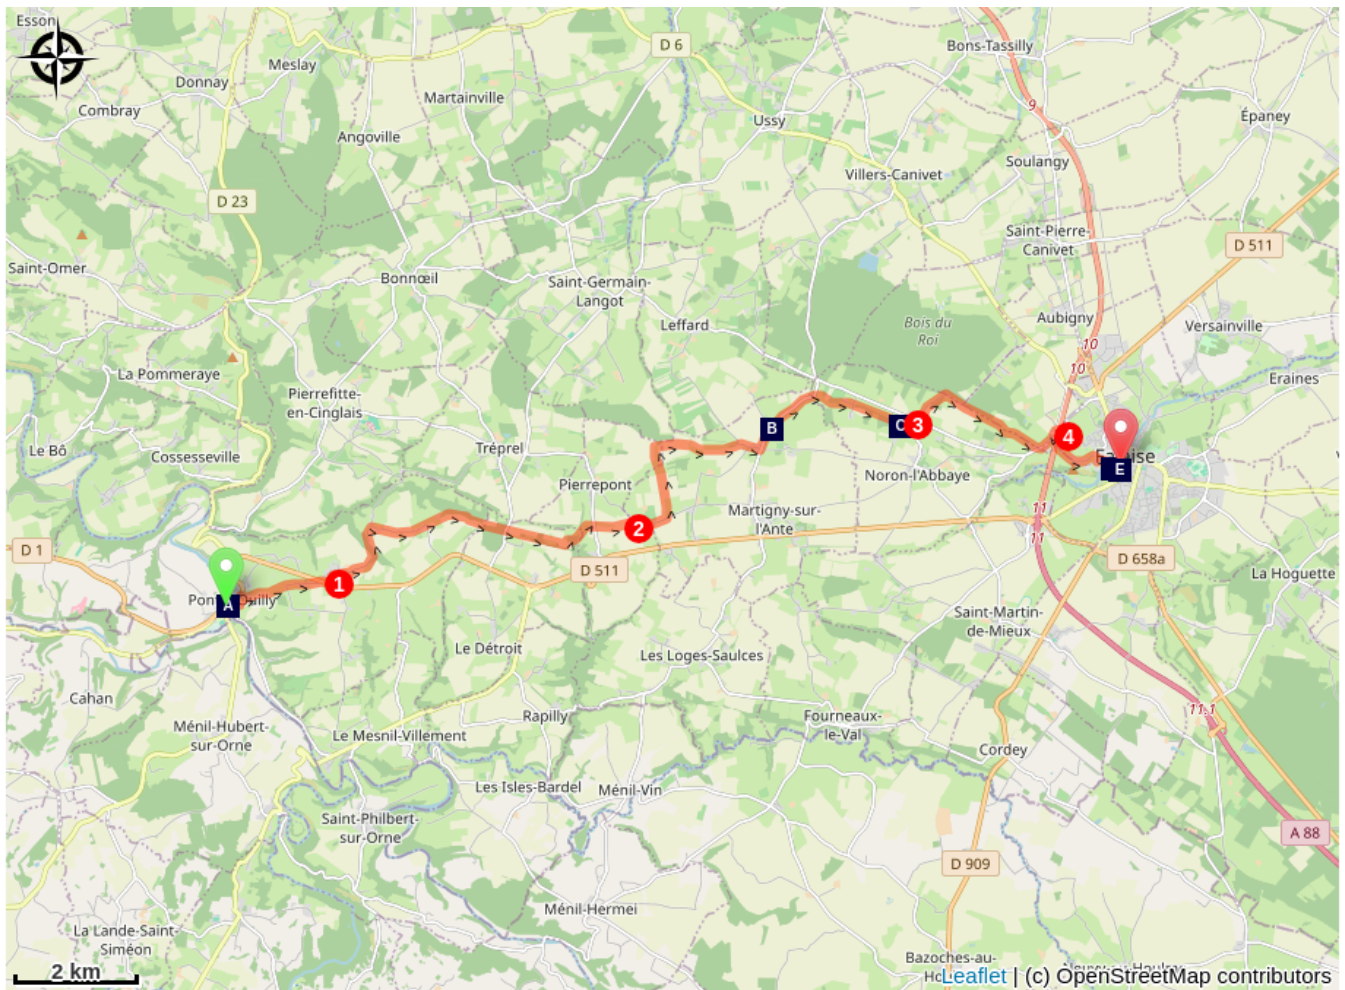 Esson
Bons-Tassilly
D 6
Meslay
Donnay
Martainville
9
Combray
Ussy
Épaney
Angoville
Soulangy
Villers-Canivet
D 23
Saint-Pierre-
Canivet
D 511
Saint-Omer
Bonnœil
Saint-Germain-
Langot
Leffard
Bois du
Roi
Aubigny
Versainville
10
10
La Pommeraye
Eraines
Pierrefitte-
en-Cinglais
B
C
3
4
Le Bô
Cossesseville
Tréprel
E
Noron-l'Abbaye
Pierrepont
Martigny-sur-
l'Ante
11
11
2
D 1
D 511
D 658a
La Hoguette
1
A
Saint-Martin-
de-Mieux
Le Détroit
Les Loges-Saulces
Cahan
Ménil-Hubert-
sur-Orne
Rapilly
Fourneaux-
le-Val
11.1
Le Mesnil-Villement
Cordey
Les Isles-Bardel
Ménil-Vin
Saint-Philbert-
sur-Orne
A 88
D 909
Ménil-Hermei
La Lande-Saint-
Siméon
Bazoches-au-
2 km
Leaflet | (c) OpenStreetMap contributors